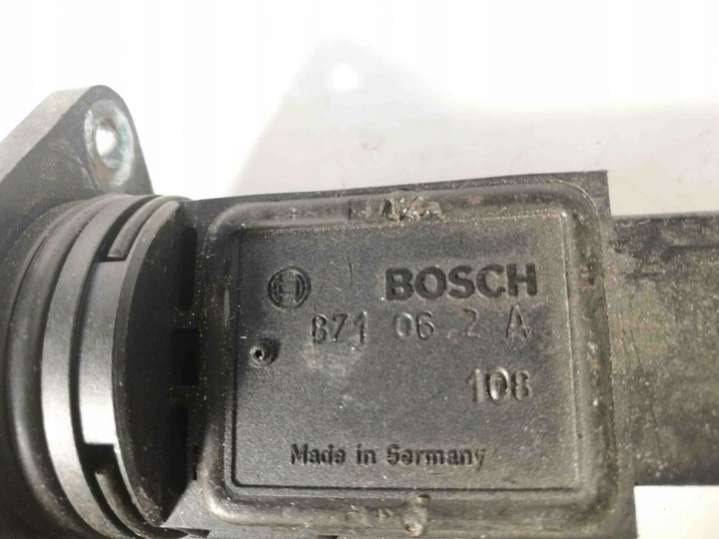 BOSCH
871 06 2 A
108
Made in Germany